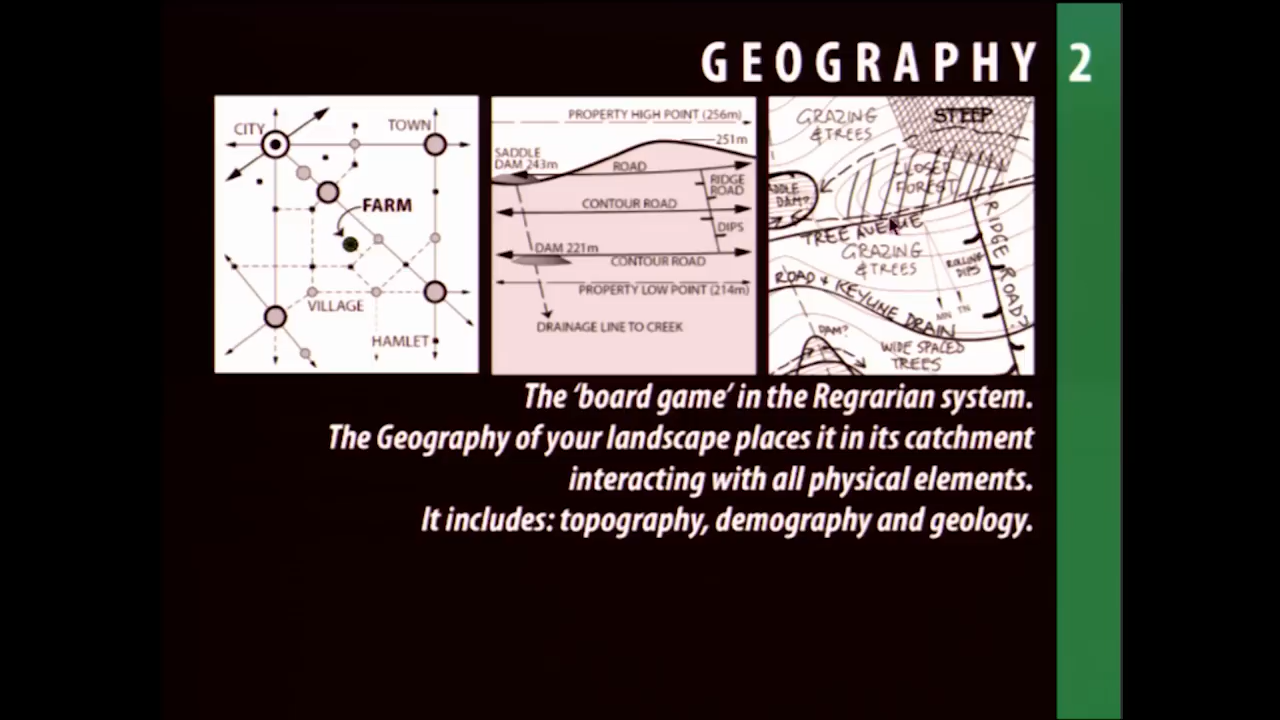 GEOGRAPHY 2
CITY
TOWN
FARM
VILLAGE
HAMLET
PROPERTY HIGH POINT (256m)
251m
SADDLE
DAM 243m
ROAD
RIDGE
ROAD
CONTOUR ROAD
DIPS
DAM 221m
CONTOUR ROAD
PROPERTY LOW POINT (214m)
DRAINAGE LINE TO CREEK
GRAZING
& TREES
STEEP
CLOSED
FOREST
ADDLE
DAM?
TREE AVENUE
GRAZING
& TREES
ROLLING
DIPS
RIDGE ROAD?
ROAD & KEYLINE DRAIN
MN TN
DAM?
WIDE SPACED
TREES
The 'board game' in the Regrarian system.
The Geography of your landscape places it in its catchment
interacting with all physical elements.
It includes: topography, demography and geology.